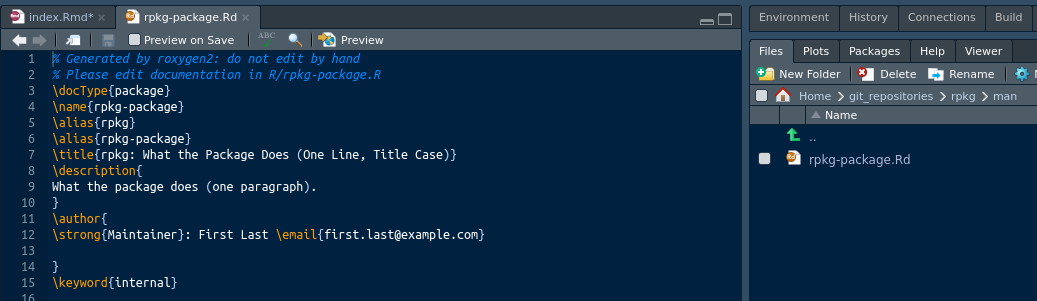 index.Rmd* rpkg-package.Rd
Preview on Save ABC Preview
1 % Generated by roxygen2: do not edit by hand
2 % Please edit documentation in R/rpkg-package.R
3 \docType{package}
4 \name{rpkg-package}
5 \alias{rpkg}
6 \alias{rpkg-package}
7 \title{rpkg: What the Package Does (One Line, Title Case)}
8 \description{
9 What the package does (one paragraph).
10 }
11 \author{
12 \strong{Maintainer}: First Last \email{first.last@example.com}
13
14 }
15 \keyword{internal}
16
Environment History Connections Build
Files Plots Packages Help Viewer
New Folder Delete Rename
Home git_repositories rpkg man
Name
..
rpkg-package.Rd